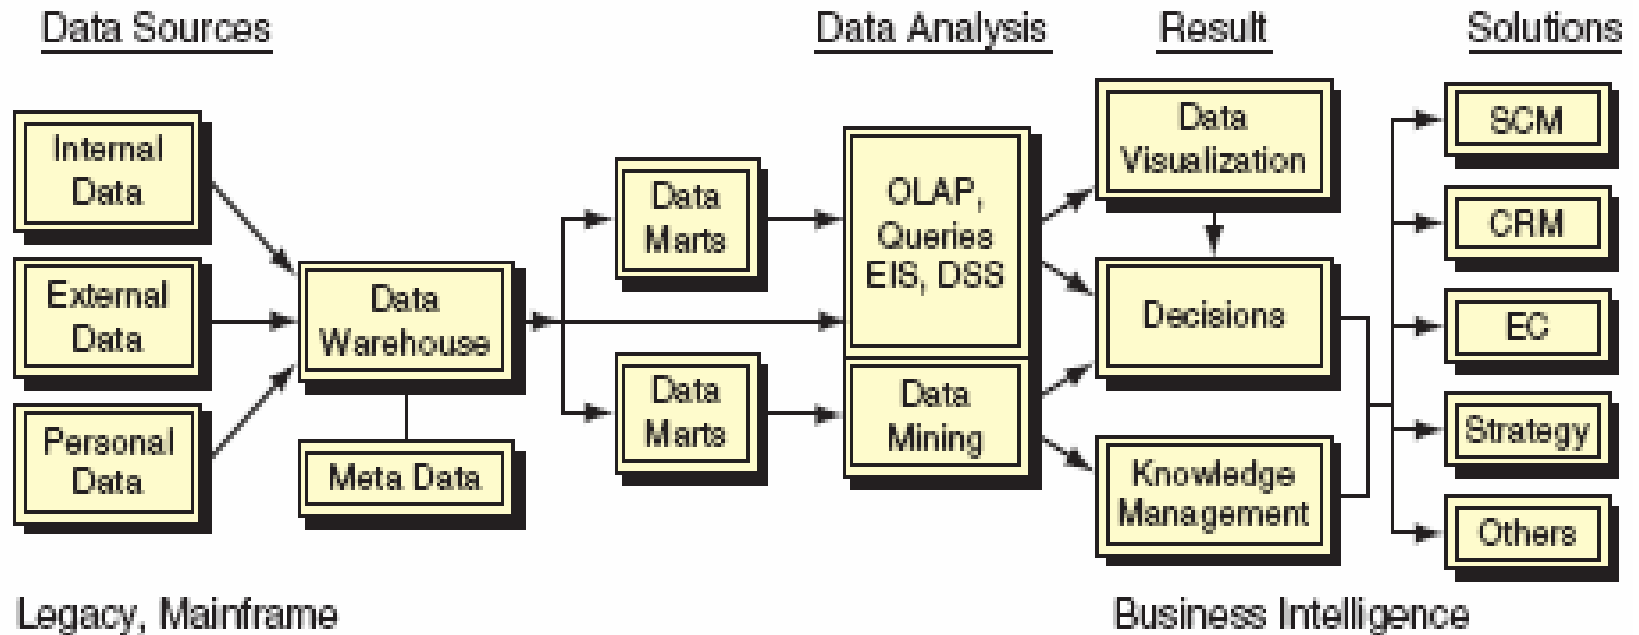 Data Sources
Data Analysis
Result
Solutions
Internal
Data
External
Data
Personal
Data
Data
Warehouse
Meta Data
Data
Marts
Data
Marts
OLAP,
Queries
EIS, DSS
Data
Mining
Data
Visualization
Decisions
Knowledge
Management
SCM
CRM
EC
Strategy
Others
Legacy, Mainframe
Business Intelligence